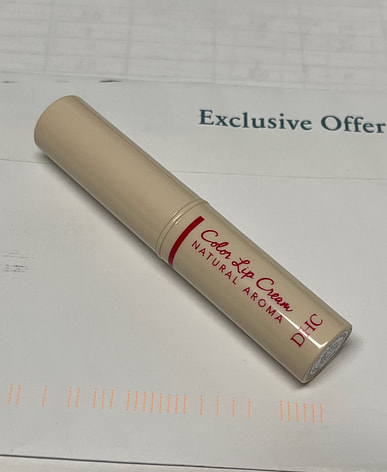 Exclusive Offer
Color Lip Cream
NATURAL AROMA
DHC